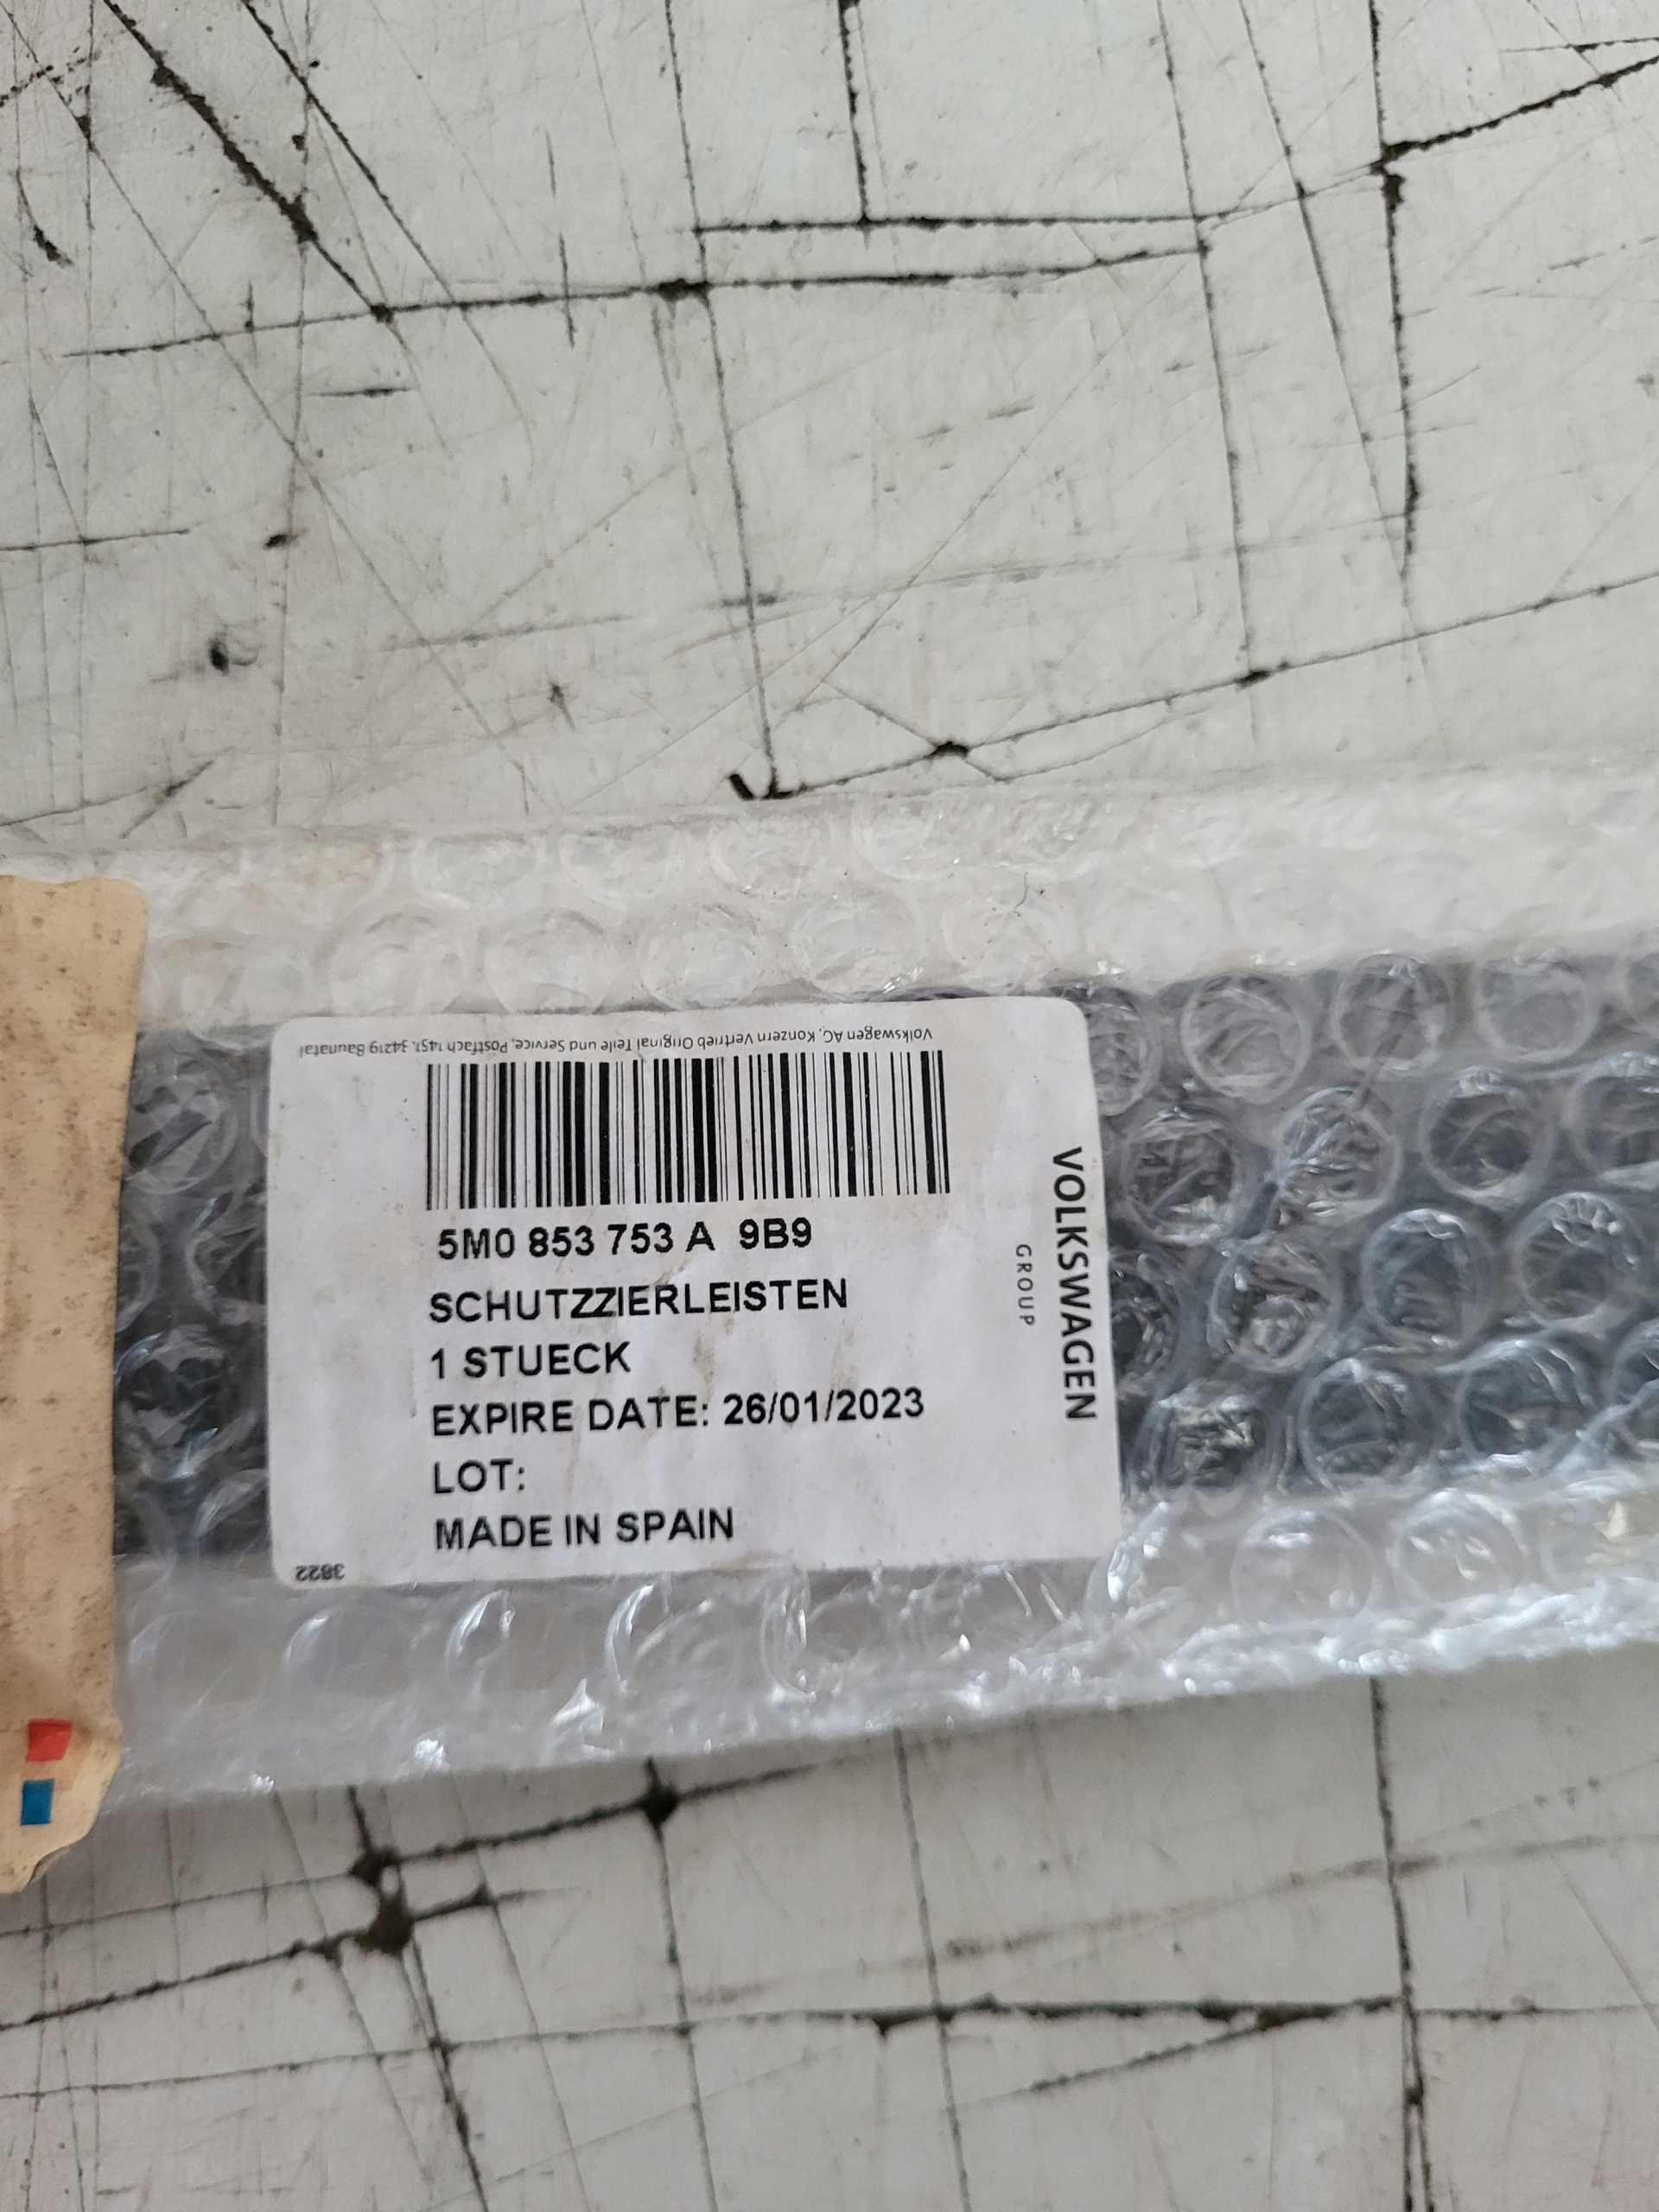 Volkswagen AG, Konzern Vertrieb Original Teile und Service, Postfach 1451, 34219 Baunatal
5M0 853 753 A 9B9
SCHUTZZIERLEISTEN
1 STUECK
EXPIRE DATE: 26/01/2023
LOT:
MADE IN SPAIN
VOLKSWAGEN
GROUP
3822